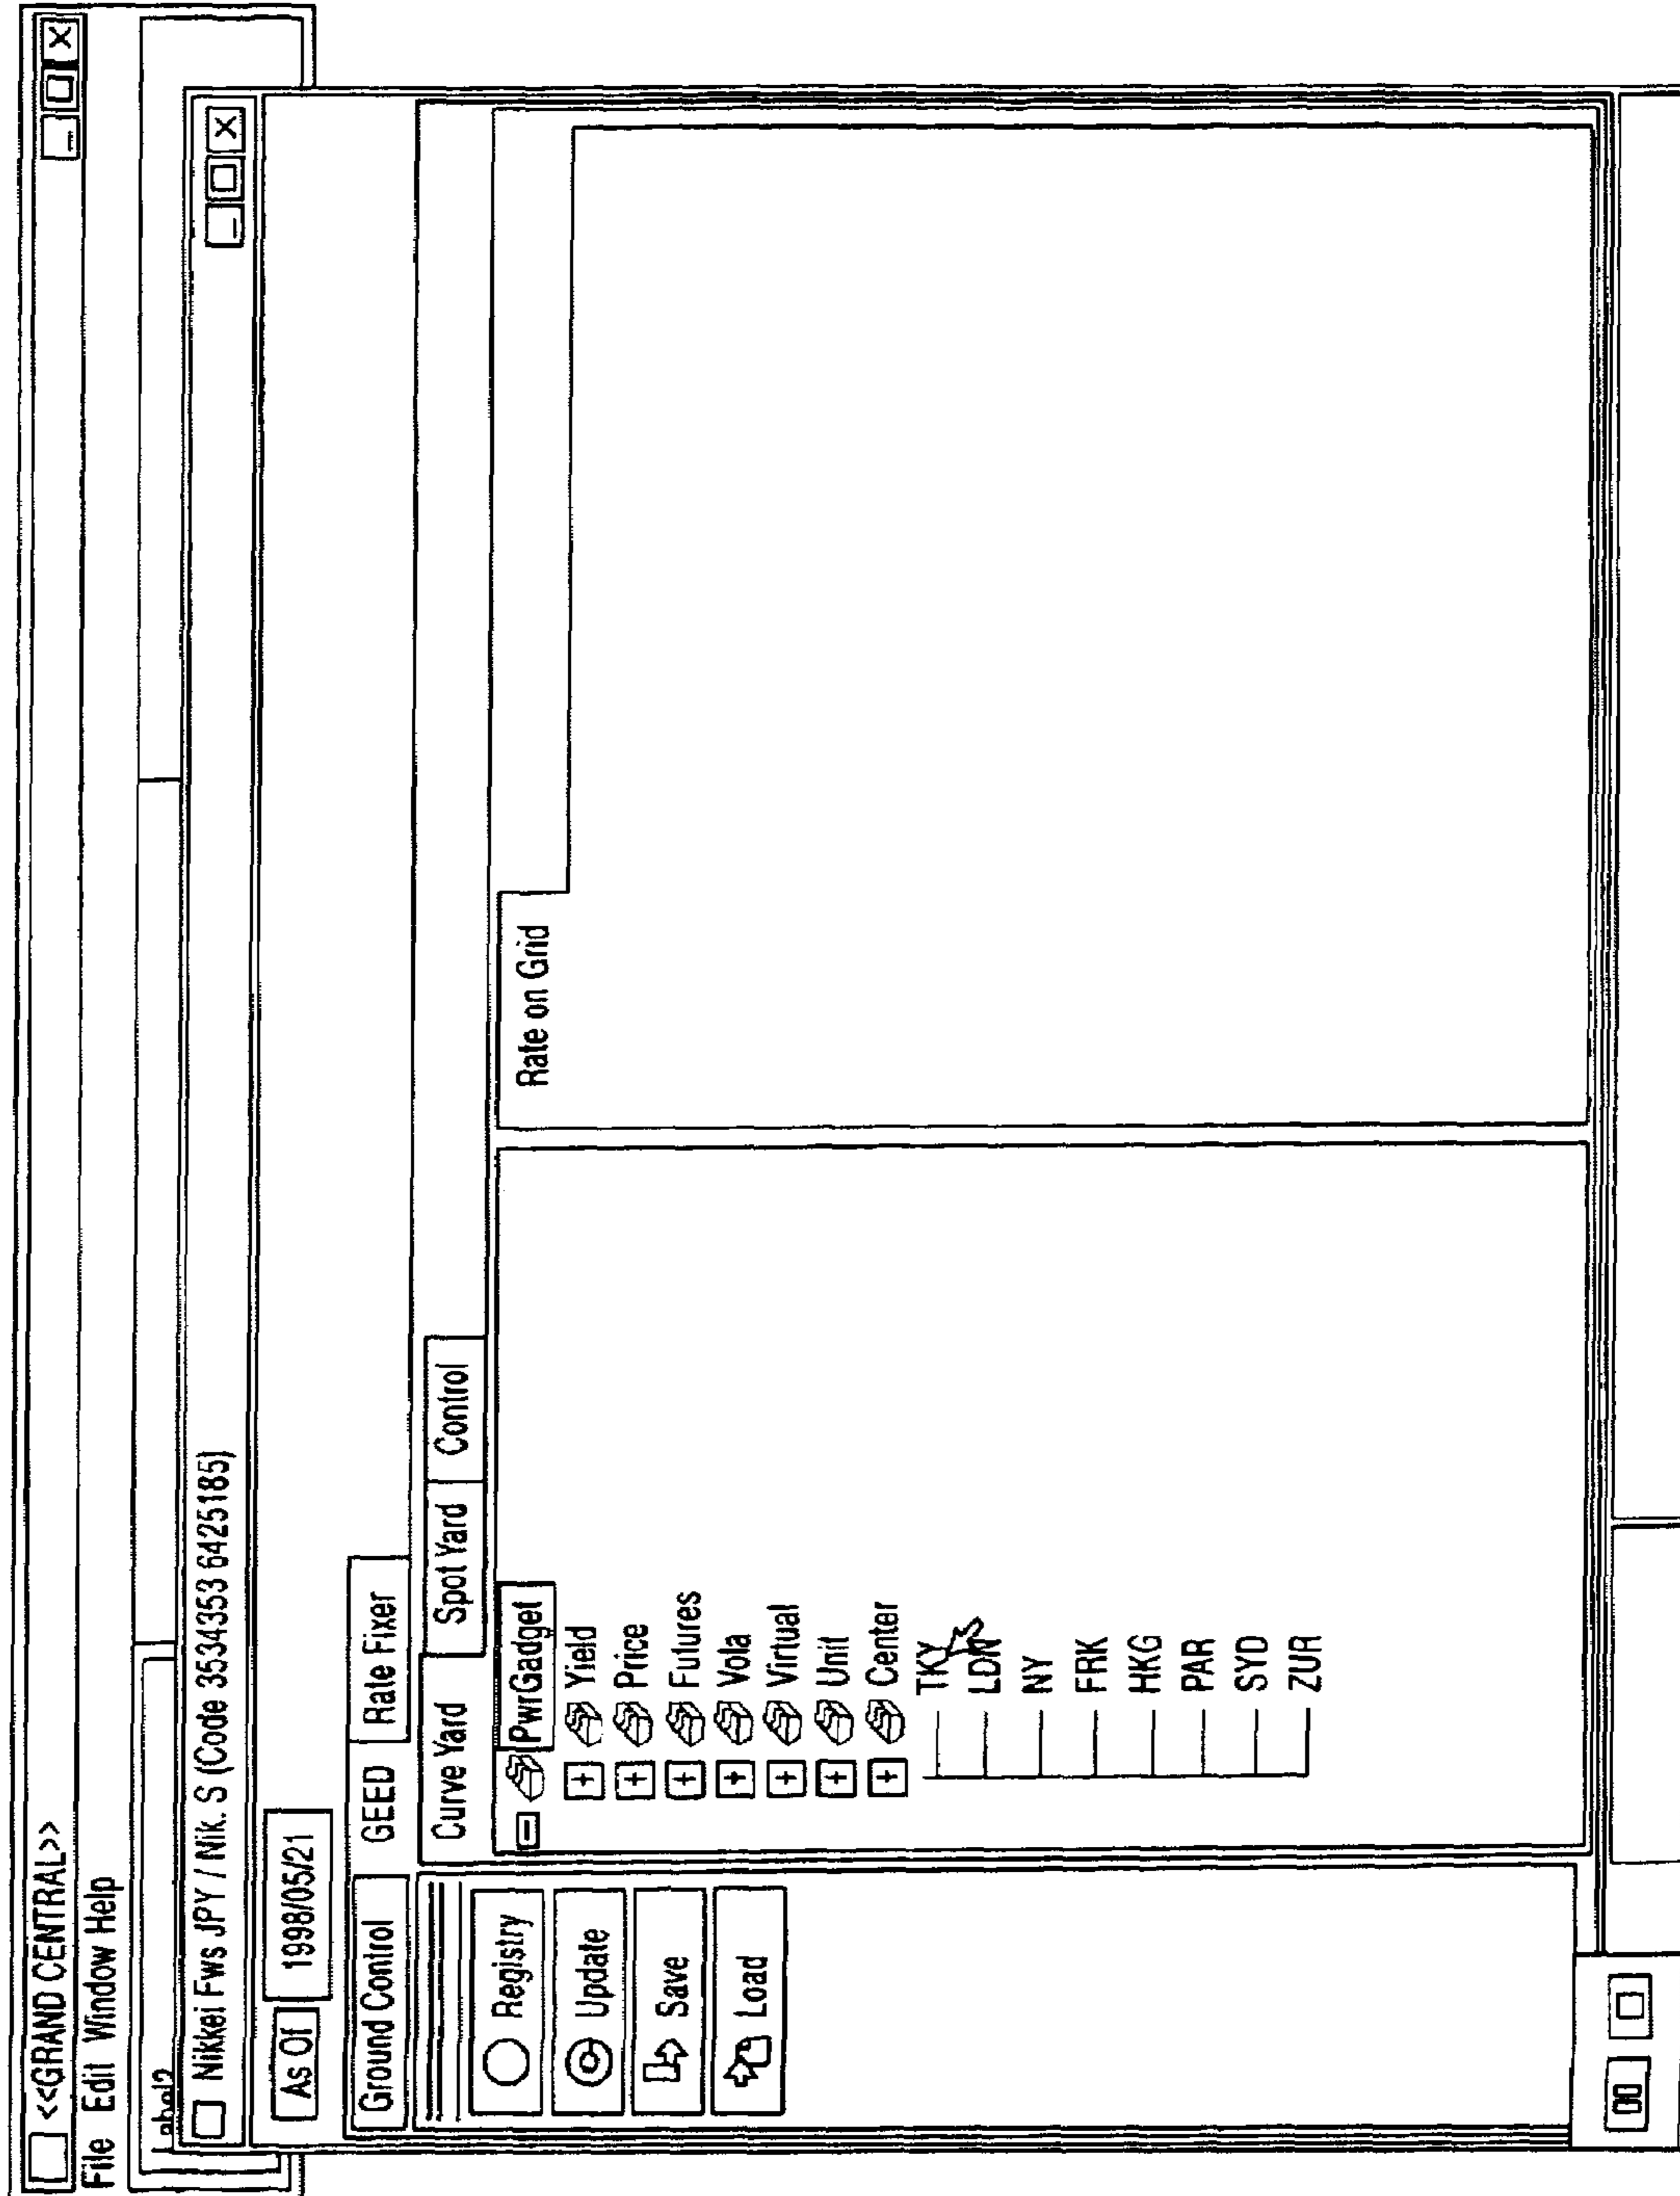 <<GRAND CENTRAL>>
File Edit Window Help
abel2
Nikkei Fws JPY / Nik. S (Code 3534353 6425185)
As Of 1998/05/21
Ground Control GEED Rate Fixer
Curve Yard Spot Yard Control
Registry
Update
Save
Load
PwrGadget
Yield
Price
Futures
Vola
Virtual
Unit
Center
TKY
LDN
NY
FRK
HKG
PAR
SYD
ZUR
Rate on Grid